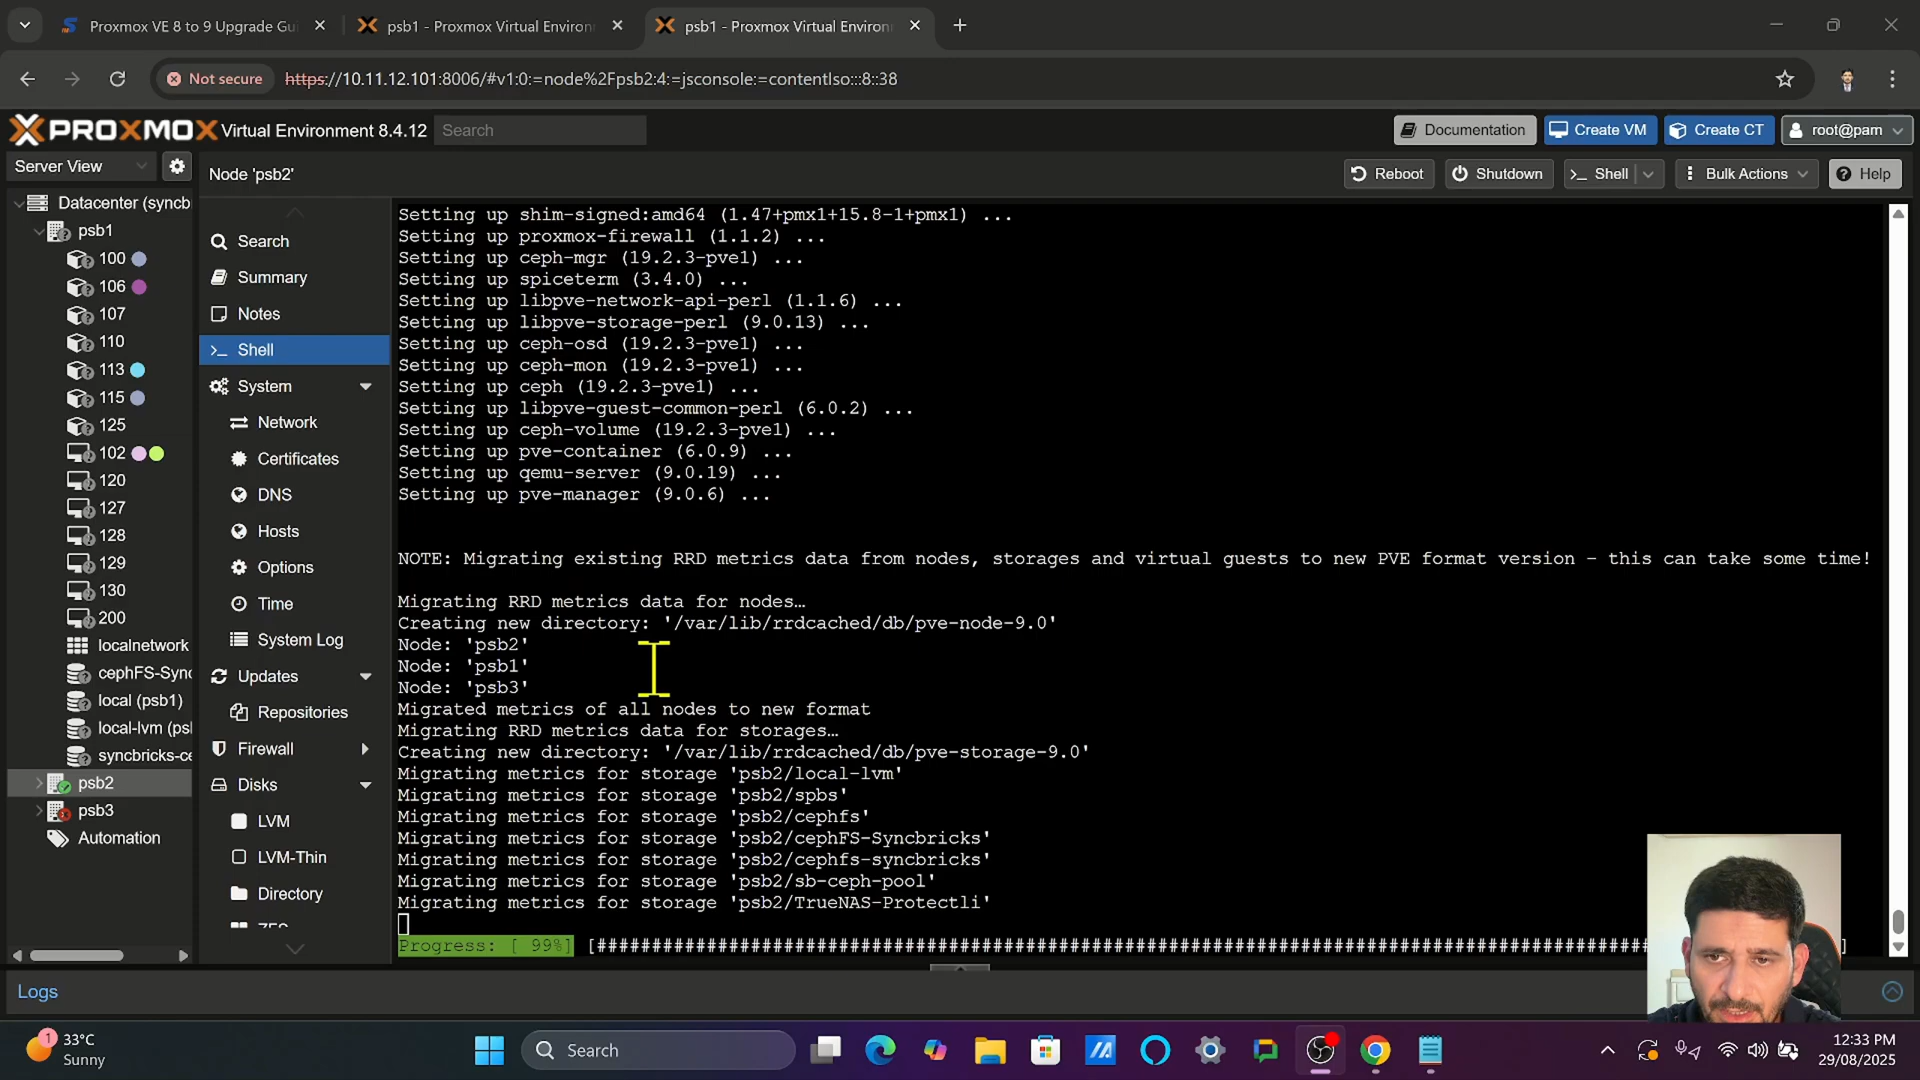 Proxmox VE 8 to 9 Upgrade Gui
psb1 - Proxmox Virtual Environ
psb1 - Proxmox Virtual Environ
Not secure
https://10.11.12.101:8006/#v1:0:=node%2Fpsb2:4:=jsconsole:=contentIso:::8::38
PROXMOX Virtual Environment 8.4.12
Search
Documentation
Create VM
Create CT
root@pam
Server View
Node 'psb2'
Reboot
Shutdown
Shell
Bulk Actions
Help
Datacenter (syncb
psb1
100
106
107
110
113
115
125
102
120
127
128
129
130
200
localnetwork
cephFS-Sync
local (psb1)
local-lvm (psl
syncbricks-ce
psb2
psb3
Automation
Search
Summary
Notes
Shell
System
Network
Certificates
DNS
Hosts
Options
Time
System Log
Updates
Repositories
Firewall
Disks
LVM
LVM-Thin
Directory
Setting up shim-signed:amd64 (1.47+pmx1+15.8-1+pmx1) ...
Setting up proxmox-firewall (1.1.2) ...
Setting up ceph-mgr (19.2.3-pve1) ...
Setting up spiceterm (3.4.0) ...
Setting up libpve-network-api-perl (1.1.6) ...
Setting up libpve-storage-perl (9.0.13) ...
Setting up ceph-osd (19.2.3-pve1) ...
Setting up ceph-mon (19.2.3-pve1) ...
Setting up ceph (19.2.3-pve1) ...
Setting up libpve-guest-common-perl (6.0.2) ...
Setting up ceph-volume (19.2.3-pve1) ...
Setting up pve-container (6.0.9) ...
Setting up qemu-server (9.0.19) ...
Setting up pve-manager (9.0.6) ...
NOTE: Migrating existing RRD metrics data from nodes, storages and virtual guests to new PVE format version – this can take some time!
Migrating RRD metrics data for nodes…
Creating new directory: '/var/lib/rrdcached/db/pve-node-9.0'
Node: 'psb2'
Node: 'psb1'
Node: 'psb3'
Migrated metrics of all nodes to new format
Migrating RRD metrics data for storages…
Creating new directory: '/var/lib/rrdcached/db/pve-storage-9.0'
Migrating metrics for storage 'psb2/local-lvm'
Migrating metrics for storage 'psb2/spbs'
Migrating metrics for storage 'psb2/cephfs'
Migrating metrics for storage 'psb2/cephFS-Syncbricks'
Migrating metrics for storage 'psb2/cephfs-syncbricks'
Migrating metrics for storage 'psb2/sb-ceph-pool'
Migrating metrics for storage 'psb2/TrueNAS-Protectli'
Progress: [ 99%] [################################################################################################ ]
Logs
33°C
Sunny
Search
12:33 PM
29/08/2025